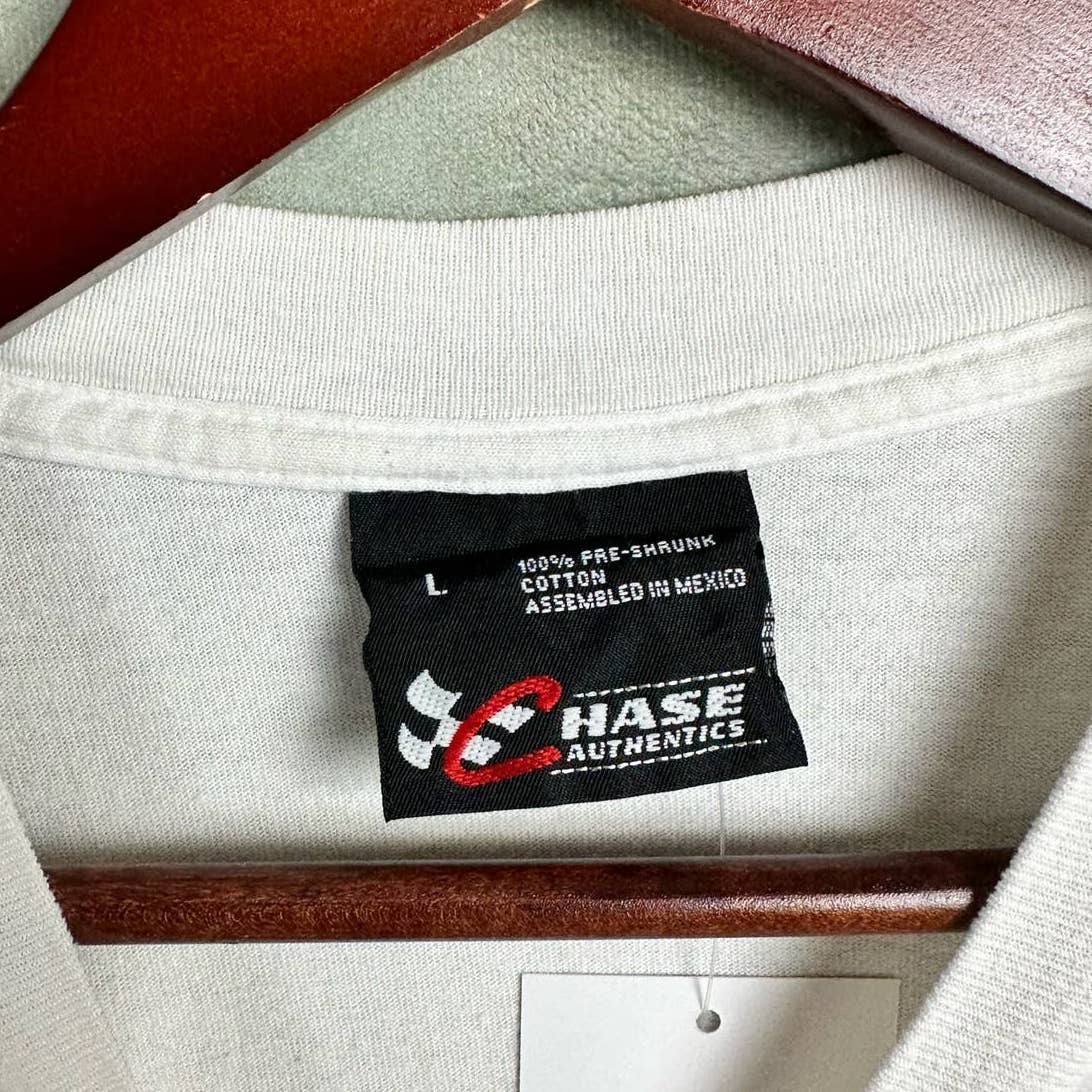 L
100% PRE-SHRUNK
COTTON
ASSEMBLED IN MEXICO
CHASE
AUTHENTICS